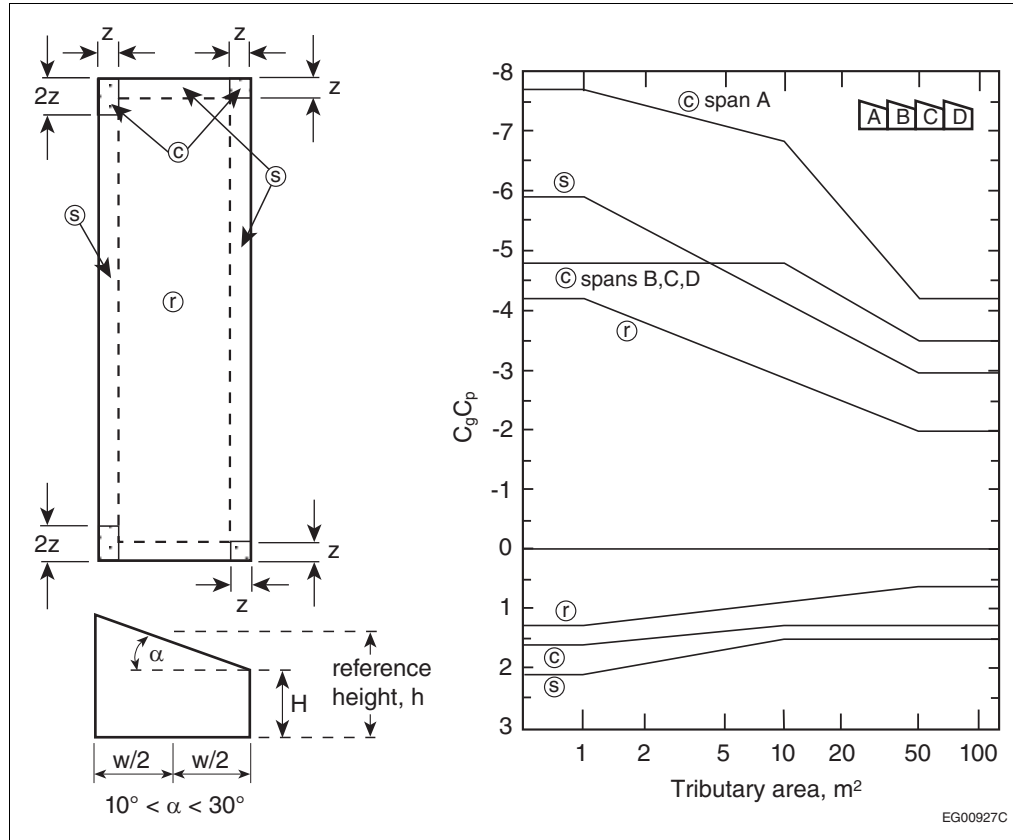 z
z
2z
z
c
s
s
r
2z
z
z
α
H
reference
height, h
w/2
w/2
10° < α < 30°
-8
-7
-6
-5
-4
-3
-2
-1
0
1
2
3
CgCp
c span A
A B C D
s
c spans B,C,D
r
r
c
s
1 2 5 10 20 50 100
Tributary area, m²
EG00927C